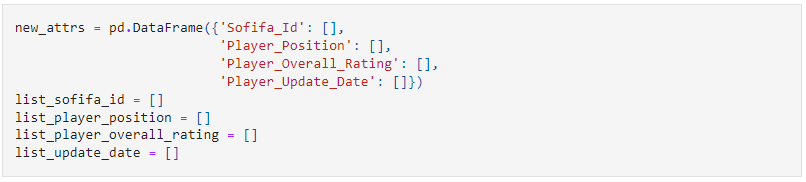 new_attrs = pd.DataFrame({'Sofifa_Id': [],
                          'Player_Position': [],
                          'Player_Overall_Rating': [],
                          'Player_Update_Date': []})
list_sofifa_id = []
list_player_position = []
list_player_overall_rating = []
list_update_date = []